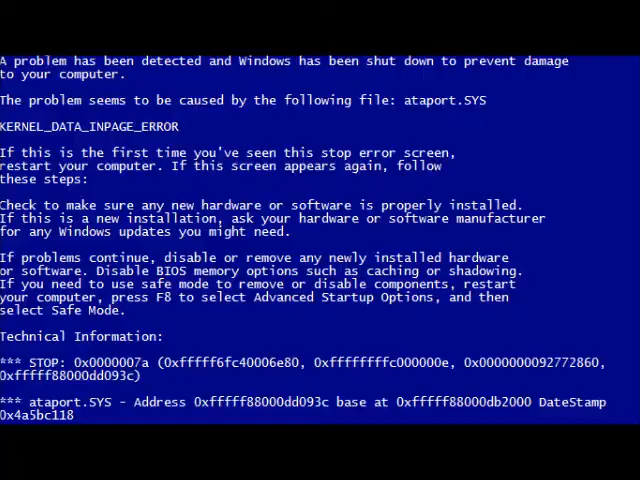 A problem has been detected and Windows has been shut down to prevent damage
to your computer.
The problem seems to be caused by the following file: ataport.SYS
KERNEL_DATA_INPAGE_ERROR
If this is the first time you've seen this stop error screen,
restart your computer. If this screen appears again, follow
these steps:
Check to make sure any new hardware or software is properly installed.
If this is a new installation, ask your hardware or software manufacturer
for any Windows updates you might need.
If problems continue, disable or remove any newly installed hardware
or software. Disable BIOS memory options such as caching or shadowing.
If you need to use safe mode to remove or disable components, restart
your computer, press F8 to select Advanced Startup Options, and then
select Safe Mode.
Technical Information:
*** STOP: 0x0000007a (0xfffff6fc40006e80, 0xffffffffc000000e, 0x0000000092772860,
0xfffff88000dd093c)
*** ataport.SYS - Address 0xfffff88000dd093c base at 0xfffff88000db2000 DateStamp
0x4a5bc118